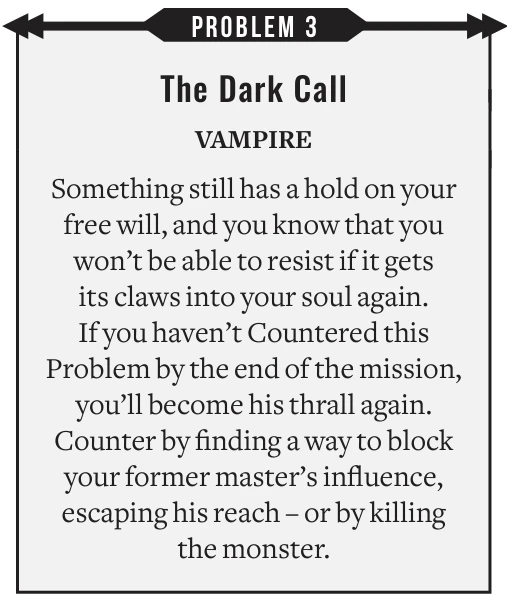 PROBLEM 3
The Dark Call
VAMPIRE
Something still has a hold on your
free will, and you know that you
won’t be able to resist if it gets
its claws into your soul again.
If you haven’t Countered this
Problem by the end of the mission,
you’ll become his thrall again.
Counter by finding a way to block
your former master’s influence,
escaping his reach – or by killing
the monster.